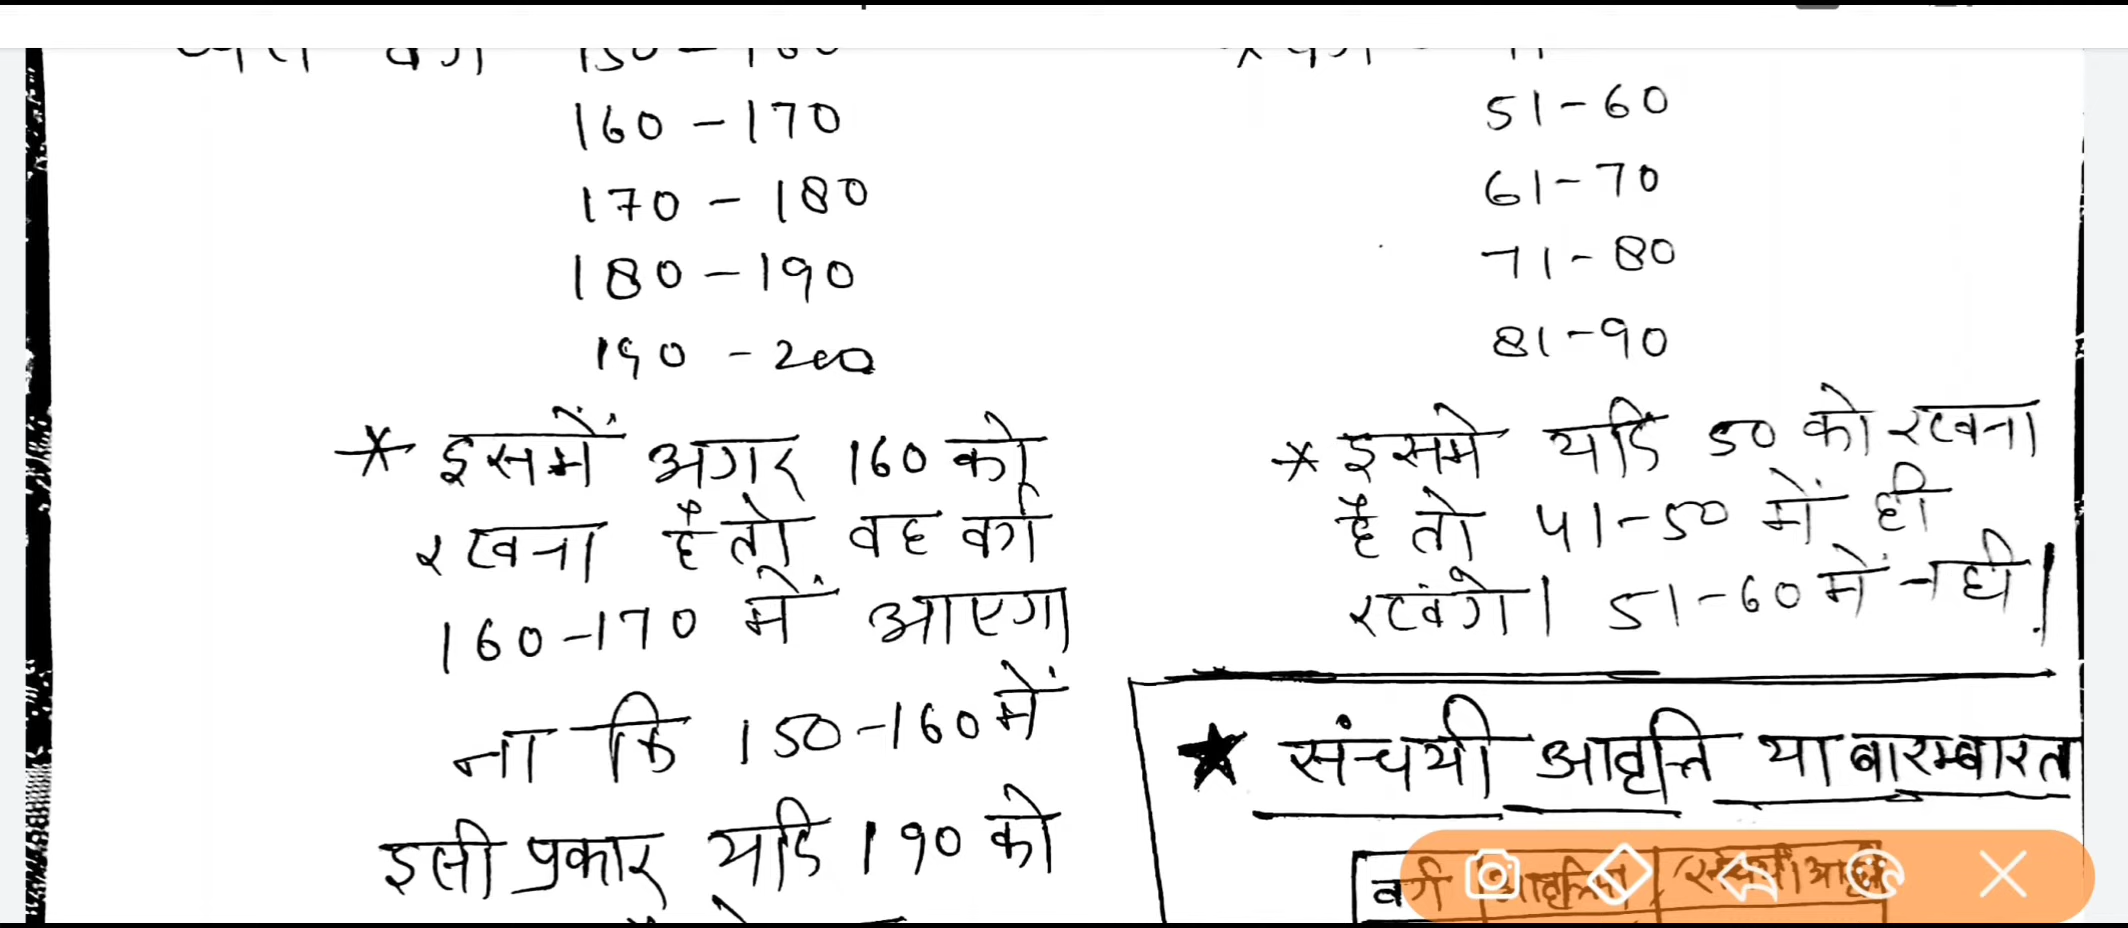 160 - 170
170 - 180
180 - 190
190 - 200
* इसमें अगर 160 को
रखना है तो वह वर्ग
160-170 में आएगा
ना कि 150-160 में
इसी प्रकार यदि 190 को
51-60
61-70
71-80
81-90
* इसमे यदि 50 को रखना
है तो 41-50 में ही
रखेंगे। 51-60 में नही।
★ संचयी आवृत्ति या बारम्बारता
वर्ग